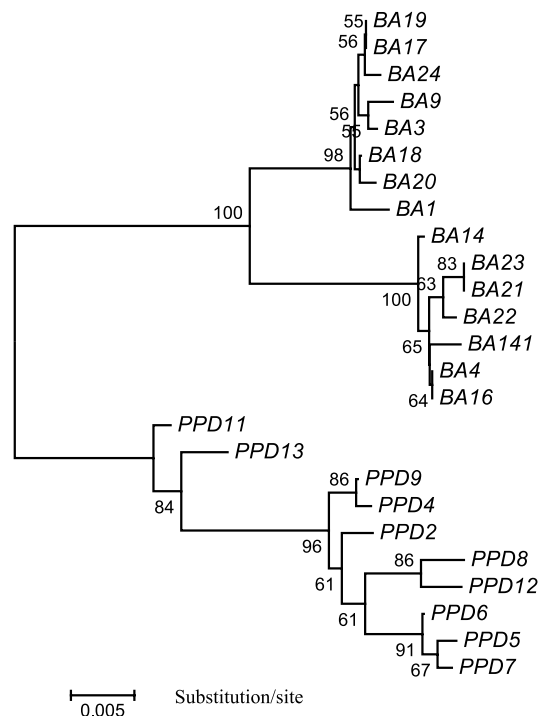 55 BA19
56 BA17
BA24
BA9
56
55 BA3
98 BA18
BA20
100 BA1
BA14
83 BA23
63 BA21
100 BA22
65 BA141
BA4
64 BA16
PPD11
PPD13
84 86 PPD9
PPD4
96 PPD2
86 PPD8
61 PPD12
61 PPD6
91 PPD5
67 PPD7
0.005 Substitution/site